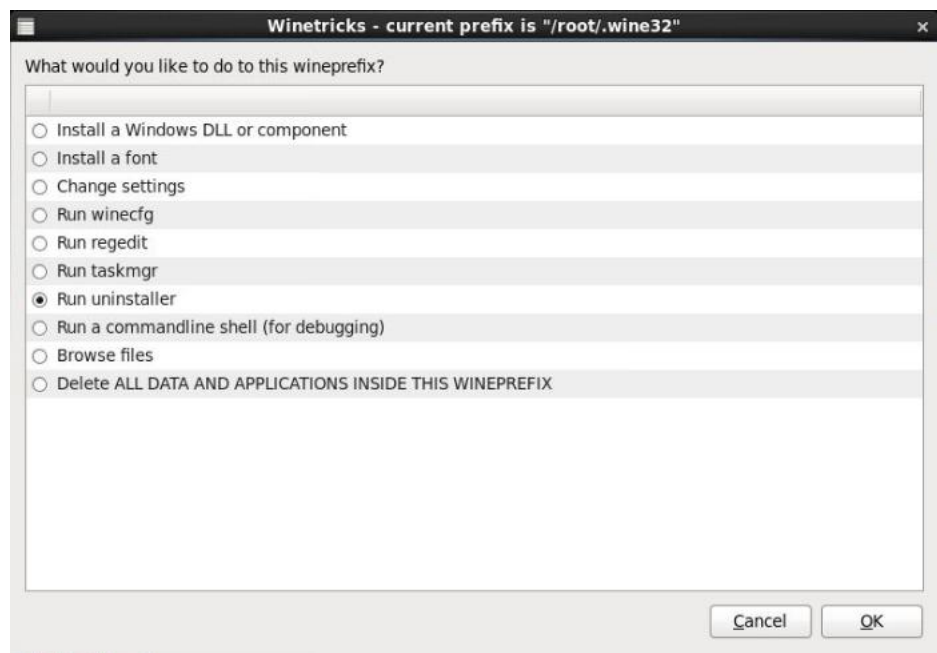 Winetricks - current prefix is "/root/.wine32"
What would you like to do to this wineprefix?
Install a Windows DLL or component
Install a font
Change settings
Run winecfg
Run regedit
Run taskmgr
Run uninstaller
Run a commandline shell (for debugging)
Browse files
Delete ALL DATA AND APPLICATIONS INSIDE THIS WINEPREFIX
Cancel OK